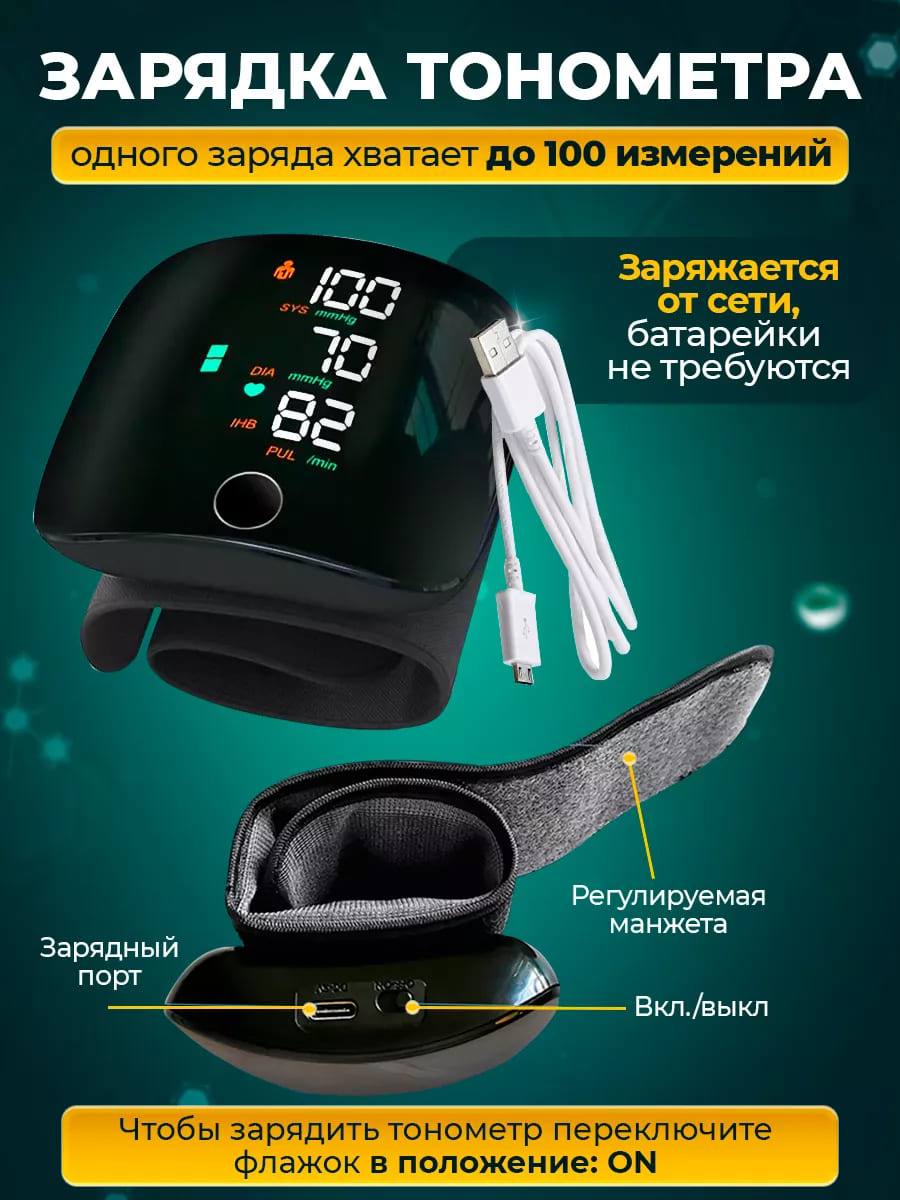 ЗАРЯДКА ТОНОМЕТРА
одного заряда хватает до 100 измерений
Заряжается
от сети,
батарейки
не требуются
100
SYS mmHg
70
DIA mmHg
82
IHB
PUL /min
Регулируемая
манжета
Зарядный
порт
Вкл./выкл
Чтобы зарядить тонометр переключите
флажок в положение: ON